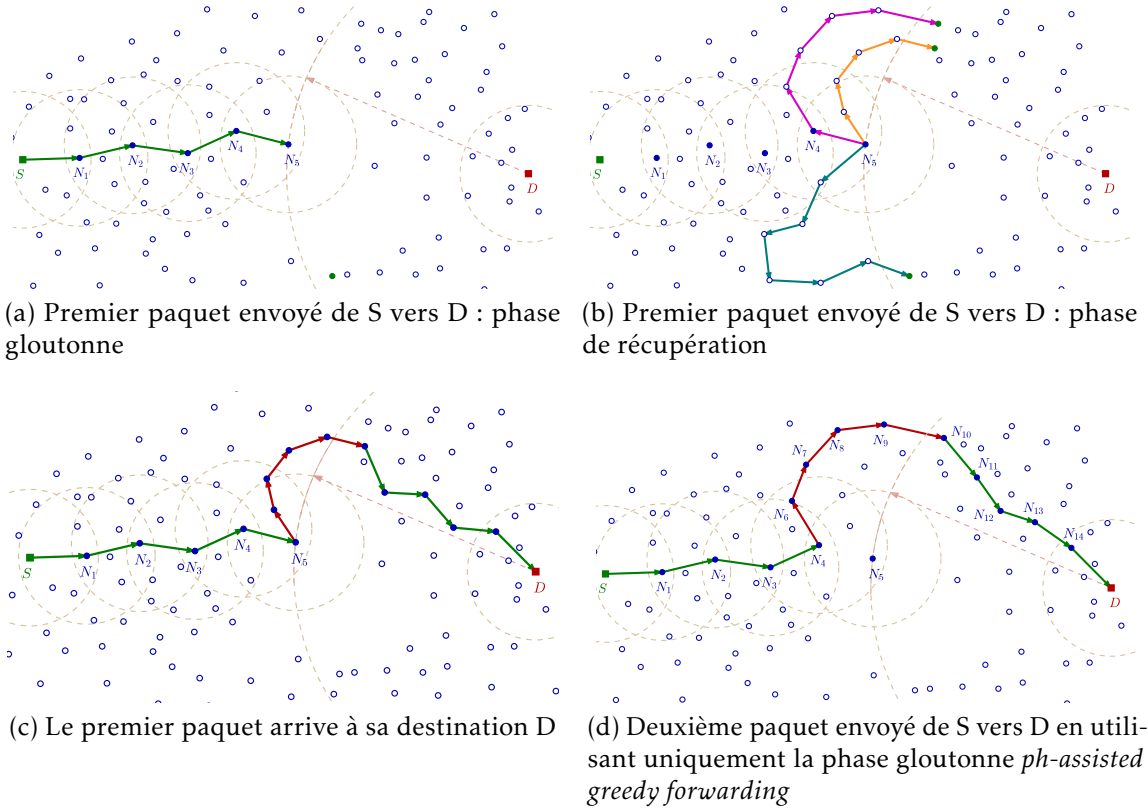 S
N1
N2
N3
N4
N5
D
(a) Premier paquet envoyé de S vers D : phase
gloutonne
S
N1
N2
N3
N4
N5
D
(b) Premier paquet envoyé de S vers D : phase
de récupération
S
N1
N2
N3
N4
N5
D
(c) Le premier paquet arrive à sa destination D
S
N1
N2
N3
N4
N5
N6
N7
N8
N9
N10
N11
N12
N13
N14
D
(d) Deuxième paquet envoyé de S vers D en utili-
sant uniquement la phase gloutonne ph-assisted
greedy forwarding